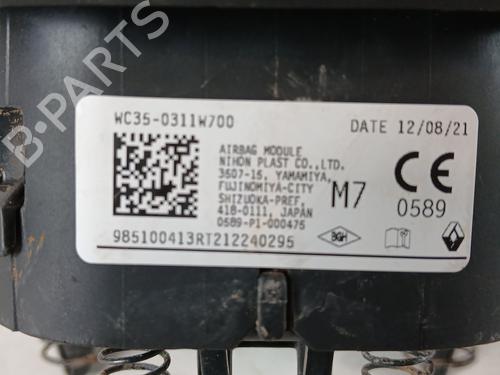 WC35-0311W700
DATE 12/08/21
AIRBAG MODULE
NIHON PLAST CO.,LTD.
3507-15, YAMAMIYA,
FUJINOMIYA-CITY
SHIZUOKA-PREF.
418-0111, JAPAN
0589-P1-000475
M7
0589
BGH
985100413RT212240295
B-PARTS